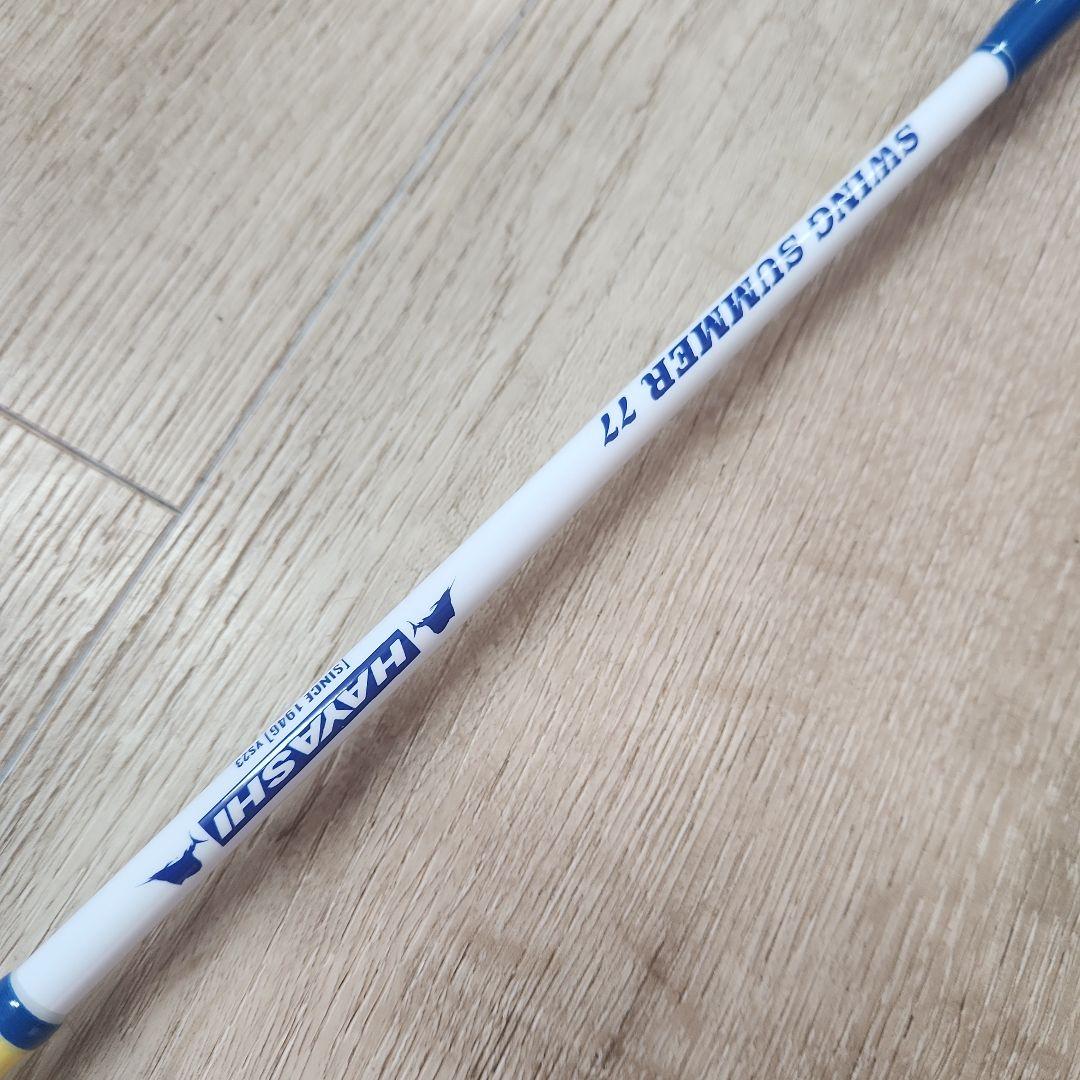 SWING SUMMER 77
HAYASHI
[SINCE 1946] YS23